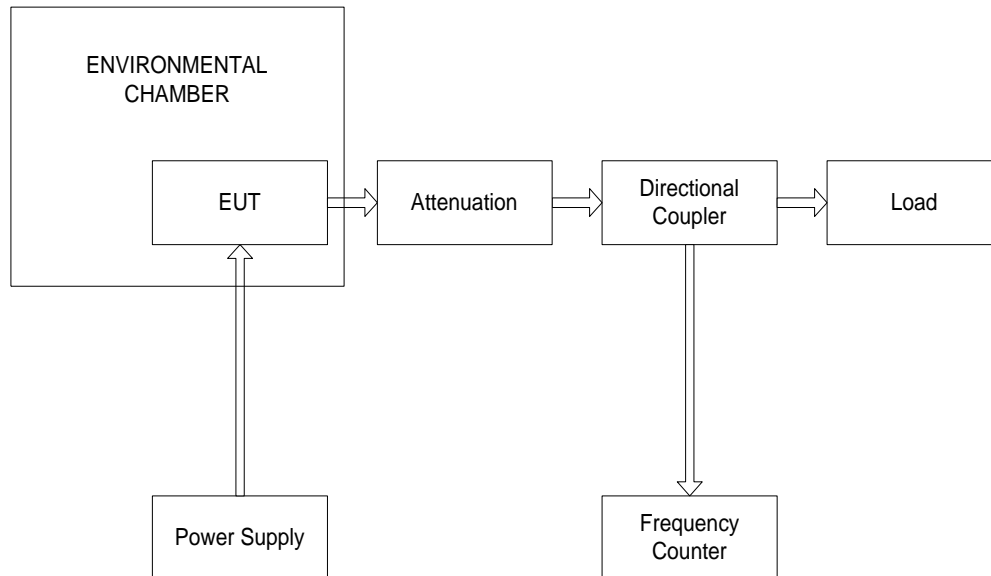 ENVIRONMENTAL
CHAMBER
EUT
Attenuation
Directional
Coupler
Load
Power Supply
Frequency
Counter